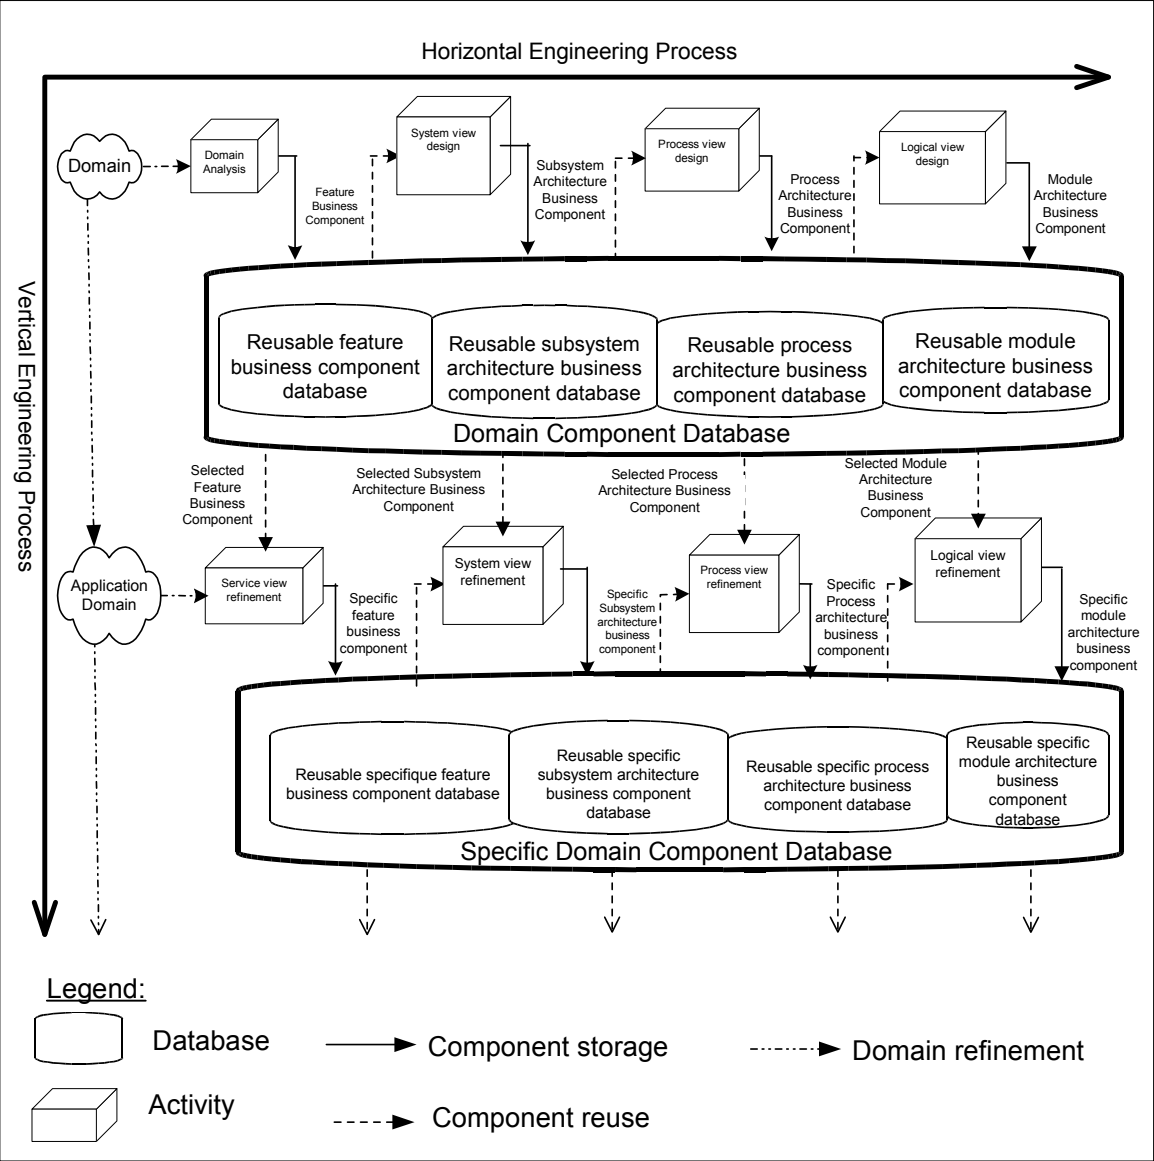 Horizontal Engineering Process
Vertical Engineering Process
Domain
Domain
Analysis
Feature
Business
Component
System view
design
Subsystem
Architecture
Business
Component
Process view
design
Process
Architecture
Business
Component
Logical view
design
Module
Architecture
Business
Component
Reusable feature
business component
database
Reusable subsystem
architecture business
component database
Reusable process
architecture business
component database
Reusable module
architecture business
component database
Domain Component Database
Selected
Feature
Business
Component
Selected Subsystem
Architecture Business
Component
Selected Process
Architecture Business
Component
Selected Module
Architecture
Business
Component
Application
Domain
Service view
refinement
Specific
feature
business
component
System view
refinement
Specific
Subsystem
architecture
business
component
Process view
refinement
Specific
Process
architecture
business
component
Logical view
refinement
Specific
module
architecture
business
component
Reusable specifique feature
business component database
Reusable specific
subsystem architecture
business component
database
Reusable specific process
architecture business
component database
Reusable specific
module architecture
business
component
database
Specific Domain Component Database
Legend:
Database
Component storage
Domain refinement
Activity
Component reuse